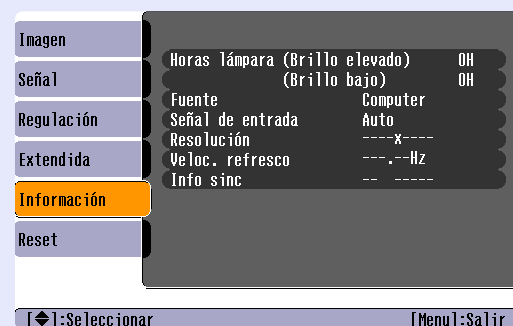 Imagen
Señal
Regulación
Extendida
Información
Reset
Horas lámpara (Brillo elevado) 0H
(Brillo bajo) 0H
Fuente Computer
Señal de entrada Auto
Resolución ----x----
Veloc. refresco ---.--Hz
Info sinc -- -----
[◆]:Seleccionar [Menu]:Salir